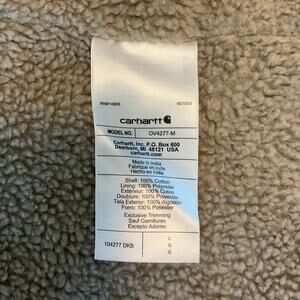 RN#14806 907000
carhartt
MODEL NO. OV4277-M
Carhartt, Inc. P.O. Box 600
Dearborn, MI 48121 USA
carhartt.com
Made in India
Fabriqué en Inde
Hecho en India
Shell: 100% Cotton
Lining: 100% Polyester
Extérieur: 100% Coton
Doublure: 100% Polyester
Tela Exterior: 100% Algodón
Forro: 100% Poliéster
Exclusive Trimming
Sauf Garnitures
Excepto Adorno
104277 DKB
L
G
G